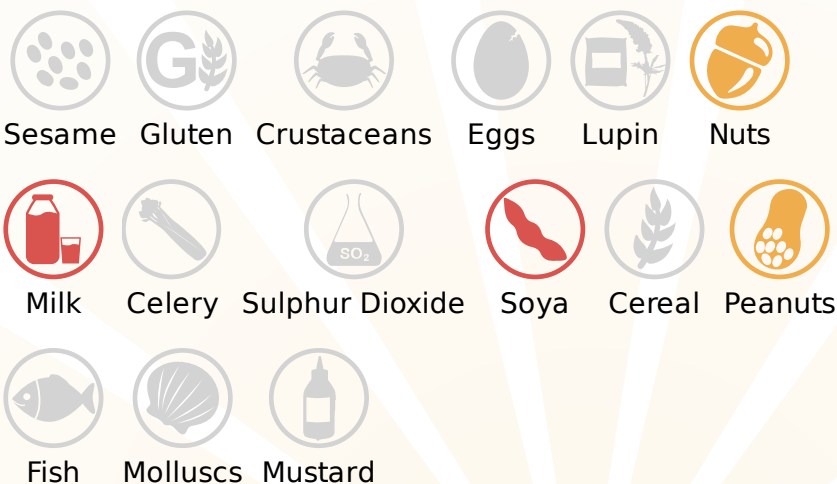 G
Sesame Gluten Crustaceans Eggs Lupin Nuts
SO₂
Milk Celery Sulphur Dioxide Soya Cereal Peanuts
Fish Molluscs Mustard